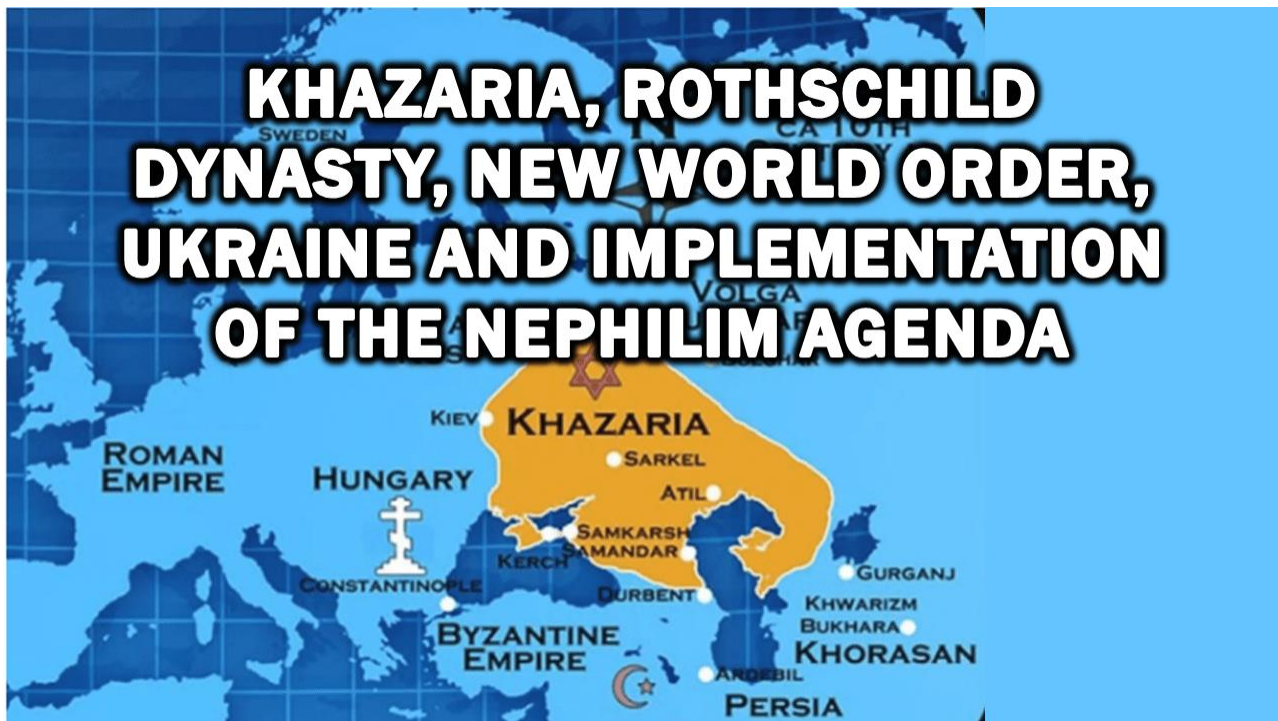 KHAZARIA, ROTHSCHILD
DYNASTY, NEW WORLD ORDER,
UKRAINE AND IMPLEMENTATION
OF THE NEPHILIM AGENDA
SWEDEN
N
VOLGA
KIEV
KHAZARIA
SARKEL
ROMAN
EMPIRE
HUNGARY
ATIL
SAMKARSH
SAMANDAR
KERCH
CONSTANTINOPLE
DURBENT
GURGANJ
KHWARIZM
BUKHARA
BYZANTINE
EMPIRE
KHORASAN
ARDEBIL
PERSIA